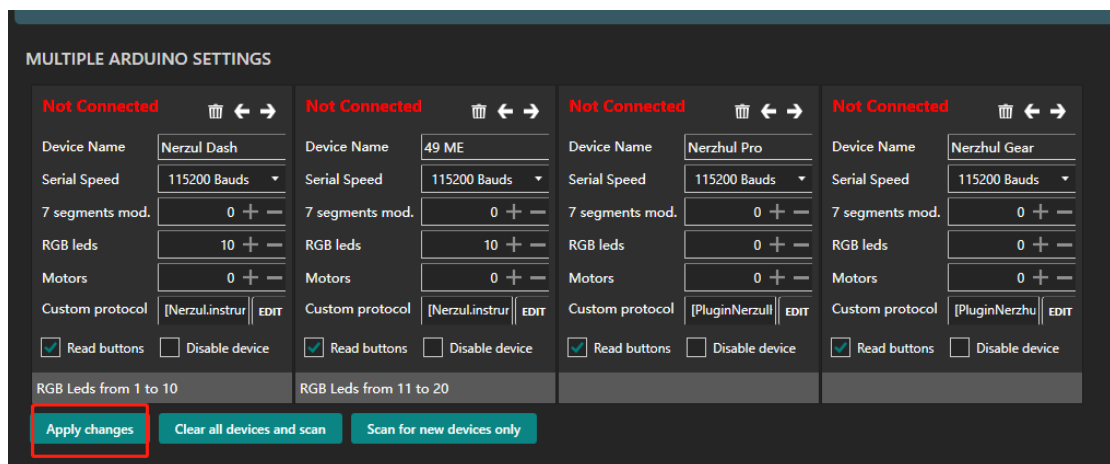 MULTIPLE ARDUINO SETTINGS
Not Connected Not Connected Not Connected Not Connected
Device Name Nerzul Dash Device Name 49 ME Device Name Nerzhul Pro Device Name Nerzhul Gear
Serial Speed 115200 Bauds Serial Speed 115200 Bauds Serial Speed 115200 Bauds Serial Speed 115200 Bauds
7 segments mod. 0 + − 7 segments mod. 0 + − 7 segments mod. 0 + − 7 segments mod. 0 + −
RGB leds 10 + − RGB leds 10 + − RGB leds 0 + − RGB leds 0 + −
Motors 0 + − Motors 0 + − Motors 0 + − Motors 0 + −
Custom protocol [Nerzul.instrur EDIT Custom protocol [Nerzul.instrur EDIT Custom protocol [PluginNerzull EDIT Custom protocol [PluginNerzhu EDIT
Read buttons Disable device Read buttons Disable device Read buttons Disable device Read buttons Disable device
RGB Leds from 1 to 10 RGB Leds from 11 to 20
Apply changes Clear all devices and scan Scan for new devices only